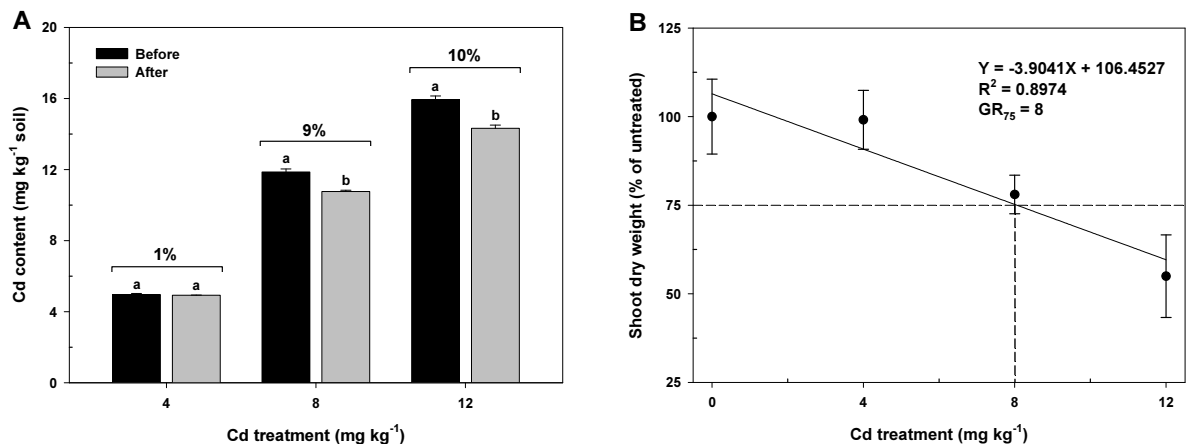 A
Before
After
1%
9%
10%
a
a
a
b
a
b
20
16
12
8
4
0
4
8
12
Cd content (mg kg⁻¹ soil)
Cd treatment (mg kg⁻¹)
B
Y = -3.9041X + 106.4527
R² = 0.8974
GR₇₅ = 8
125
100
75
50
25
0
4
8
12
Shoot dry weight (% of untreated)
Cd treatment (mg kg⁻¹)